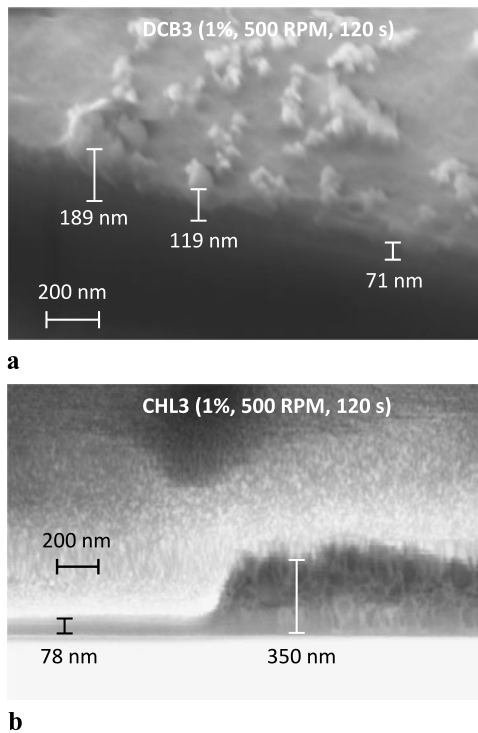 DCB3 (1%, 500 RPM, 120 s)
189 nm
119 nm
71 nm
200 nm
a
CHL3 (1%, 500 RPM, 120 s)
200 nm
78 nm
350 nm
b